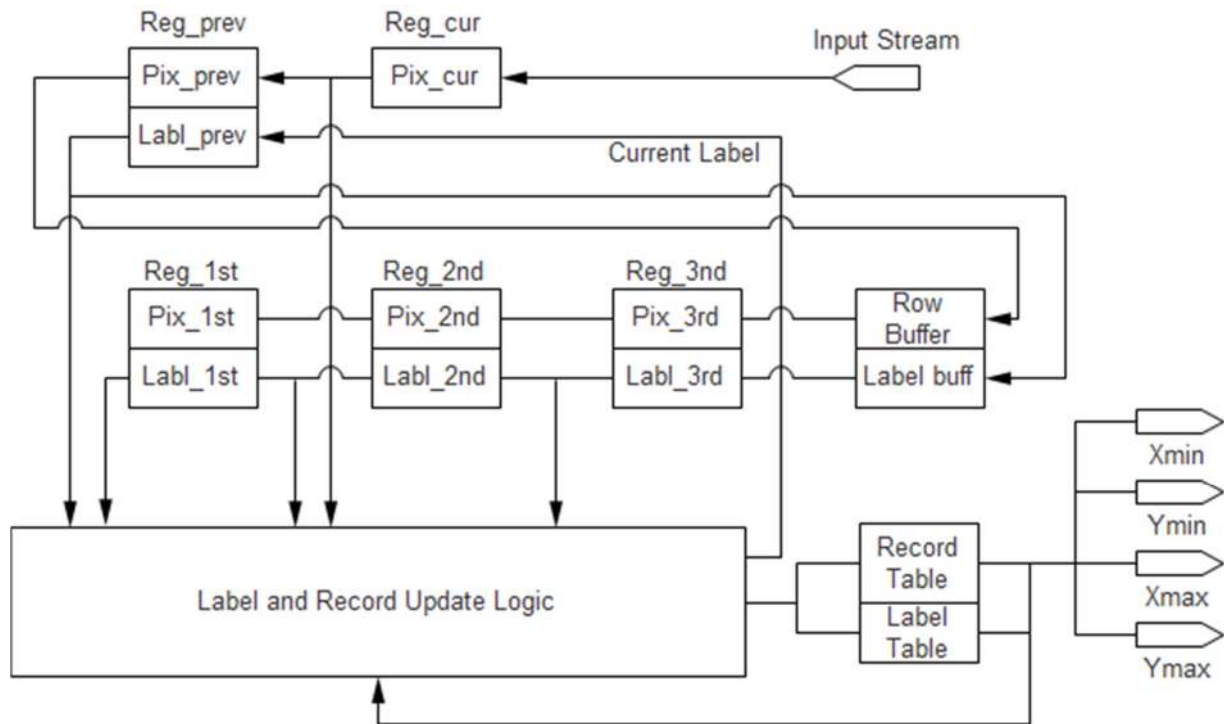 Reg_prev
Reg_cur
Input Stream
Pix_prev
Pix_cur
Labl_prev
Current Label
Reg_1st
Reg_2nd
Reg_3nd
Pix_1st
Pix_2nd
Pix_3rd
Row
Buffer
Labl_1st
Labl_2nd
Labl_3rd
Label buff
Xmin
Ymin
Record
Table
Label and Record Update Logic
Xmax
Label
Table
Ymax